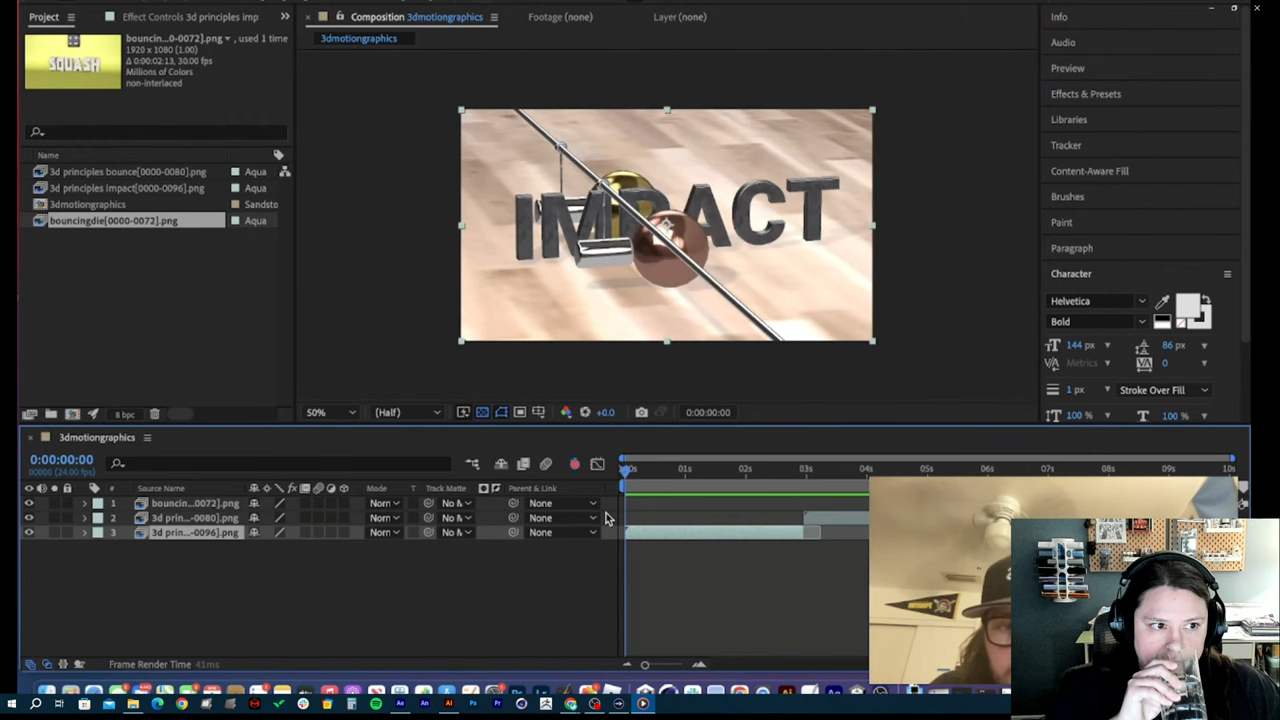 Project
Effect Controls 3d principles imp
Composition 3dmotiongraphics
Footage (none)
Layer (none)
3dmotiongraphics
SQUASH
bouncin...0-0072].png , used 1 time
1920 x 1080 (1.00)
Δ 0:00:02:13, 30.00 fps
Millions of Colors
non-interlaced
Name
3d principles bounce[0000-0080].png Aqua
3d principles impact[0000-0096].png Aqua
3dmotiongraphics Sandsto
bouncingdie[0000-0072].png Aqua
8 bpc
IMPACT
50% (Half) +0.0 0:00:00:00
Info
Audio
Preview
Effects & Presets
Libraries
Tracker
Content-Aware Fill
Brushes
Paint
Paragraph
Character
Helvetica
Bold
144 px 86 px
Metrics 0
1 px Stroke Over Fill
100 % 100 %
3dmotiongraphics
0:00:00:00
00000 (24.00 fps)
# Source Name Mode T Track Matte Parent & Link
01s 02s 03s 04s 05s 06s 07s 08s 09s 10s
1 bouncin...0072].png Norn No M None
2 3d prin...-0080].png Norn No M None
3 3d prin...-0096].png Norn No M None
Frame Render Time 41ms